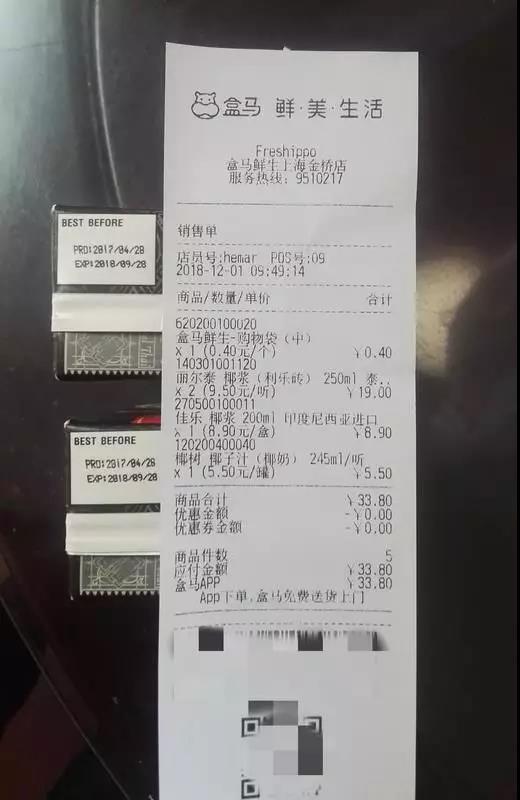 盒马 鲜·美·生活
Freshippo
盒马鲜生上海金桥店
服务热线: 9510217
销售单
店员号:hemar POS号:09
2018-12-01 09:49:14
商品/数量/单价 合计
620200100020
盒马鲜生-购物袋（中）
x 1 (0.40元/个) ¥0.40
140301001120
丽尔泰 椰浆（利乐砖） 250ml 泰..
x 2 (9.50元/听) ¥19.00
270500100011
佳乐 椰浆 200ml 印度尼西亚进口
x 1 (8.90元/盒) ¥8.90
120200400040
椰树 椰子汁（椰奶） 245ml/听
x 1 (5.50元/罐) ¥5.50
商品合计 ¥33.80
优惠金额 -¥0.00
优惠券金额 -¥0.00
商品件数 5
应付金额 ¥33.80
盒马APP ¥33.80
App下单,盒马免费送货上门
BEST BEFORE
PRD:2017/04/28
EXP:2018/09/28
BEST BEFORE
PRD:2017/04/28
EXP:2018/09/28